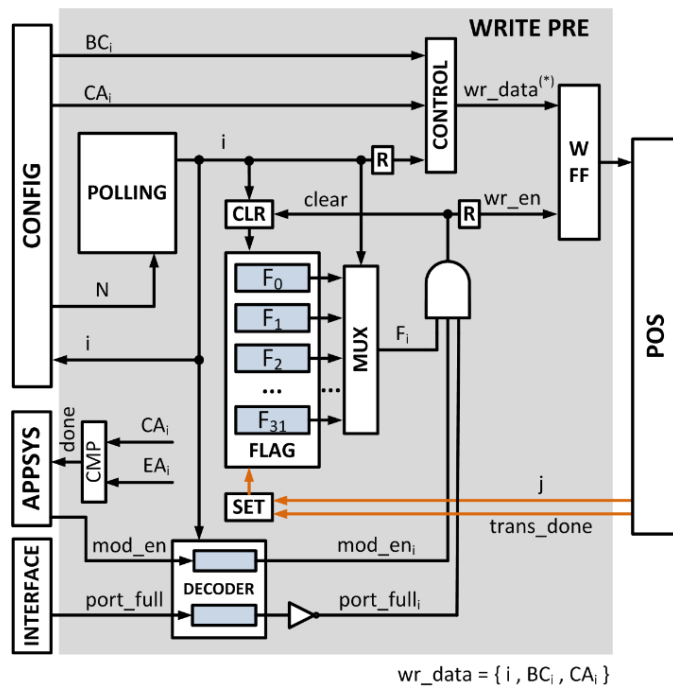 WRITE PRE
BCᵢ
CAᵢ
CONFIG
CONTROL
wr_data(*)
W
FF
POLLING
i
R
CLR
clear
R
wr_en
N
i
FLAG
F₀
F₁
F₂
...
...
F₃₁
MUX
Fᵢ
POS
APPSYS
done
CMP
CAᵢ
EAᵢ
SET
j
trans_done
mod_en
mod_enᵢ
DECODER
INTERFACE
port_full
port_fullᵢ
wr_data = { i , BCᵢ , CAᵢ }